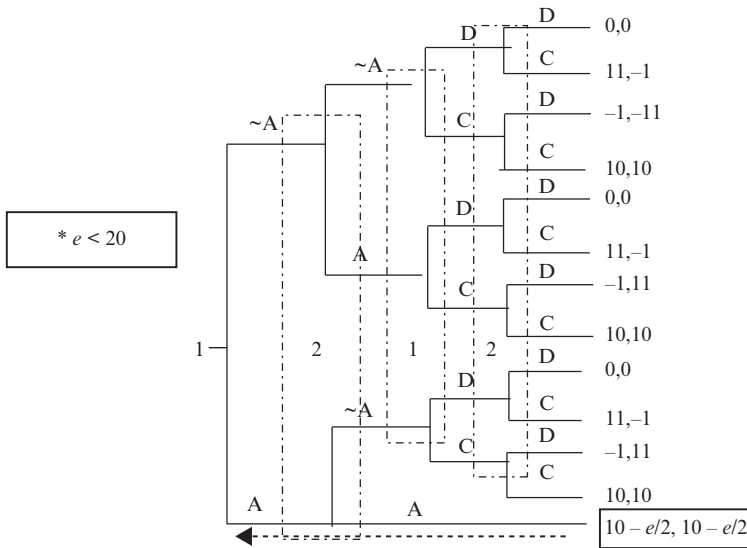 D
0,0
D
C
11,–1
~A
D
–1,–11
~A
C
C
10,10
D
0,0
D
* e < 20
C
11,–1
A
D
–1,11
C
C
10,10
1
2
1
2
D
0,0
D
C
11,–1
~A
D
–1,11
C
C
10,10
A
A
10 – e/2, 10 – e/2